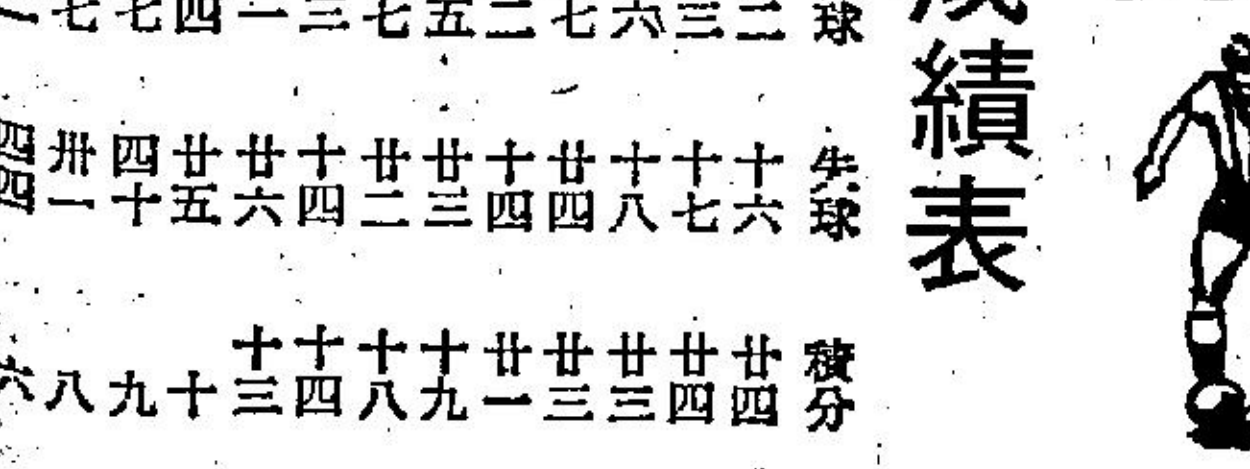 成績表
球 失球 積分
二 十六 廿四
三 十七 廿四
六 十八 廿三
七 廿四 廿三
二 十四 廿一
五 廿三 十九
七 廿二 十八
三 十四 十四
一 廿六 十三
四 廿五 十
七 四十 九
七 卅一 八
四四 六